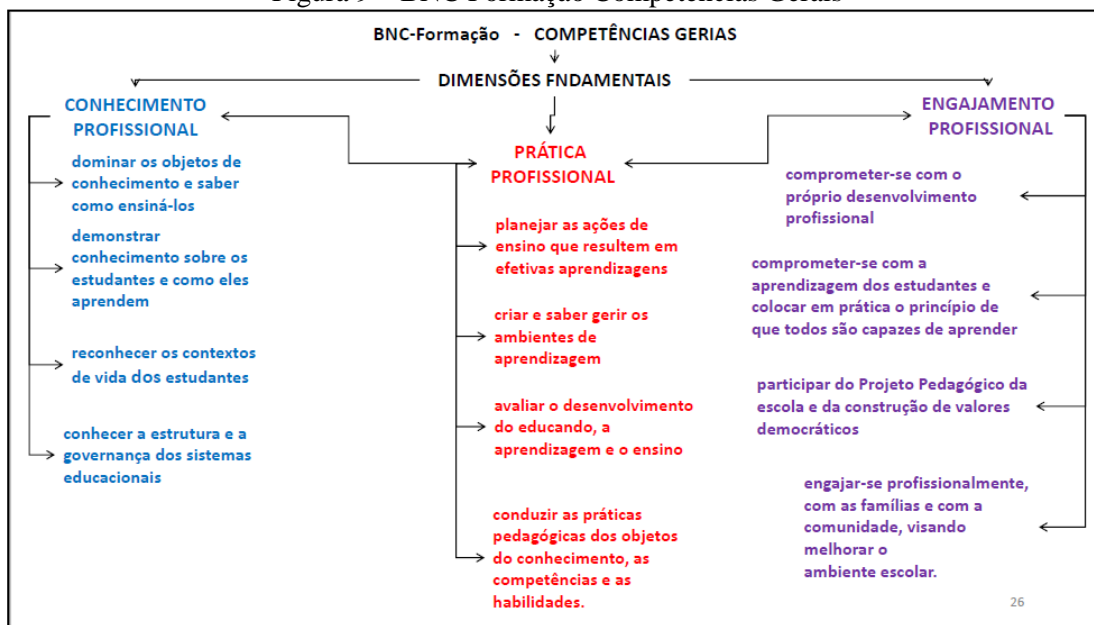 Figura 9 – BNC-Formação Competências Gerais
BNC-Formação - COMPETÊNCIAS GERIAS
DIMENSÕES FNDAMENTAIS
CONHECIMENTO
PROFISSIONAL
dominar os objetos de
conhecimento e saber
como ensiná-los
demonstrar
conhecimento sobre os
estudantes e como eles
aprendem
reconhecer os contextos
de vida dos estudantes
conhecer a estrutura e a
governança dos sistemas
educacionais
PRÁTICA
PROFISSIONAL
planejar as ações de
ensino que resultem em
efetivas aprendizagens
criar e saber gerir os
ambientes de
aprendizagem
avaliar o desenvolvimento
do educando, a
aprendizagem e o ensino
conduzir as práticas
pedagógicas dos objetos
do conhecimento, as
competências e as
habilidades.
ENGAJAMENTO
PROFISSIONAL
comprometer-se com o
próprio desenvolvimento
profissional
comprometer-se com a
aprendizagem dos estudantes e
colocar em prática o princípio de
que todos são capazes de aprender
participar do Projeto Pedagógico da
escola e da construção de valores
democráticos
engajar-se profissionalmente,
com as famílias e com a
comunidade, visando
melhorar o
ambiente escolar.
26